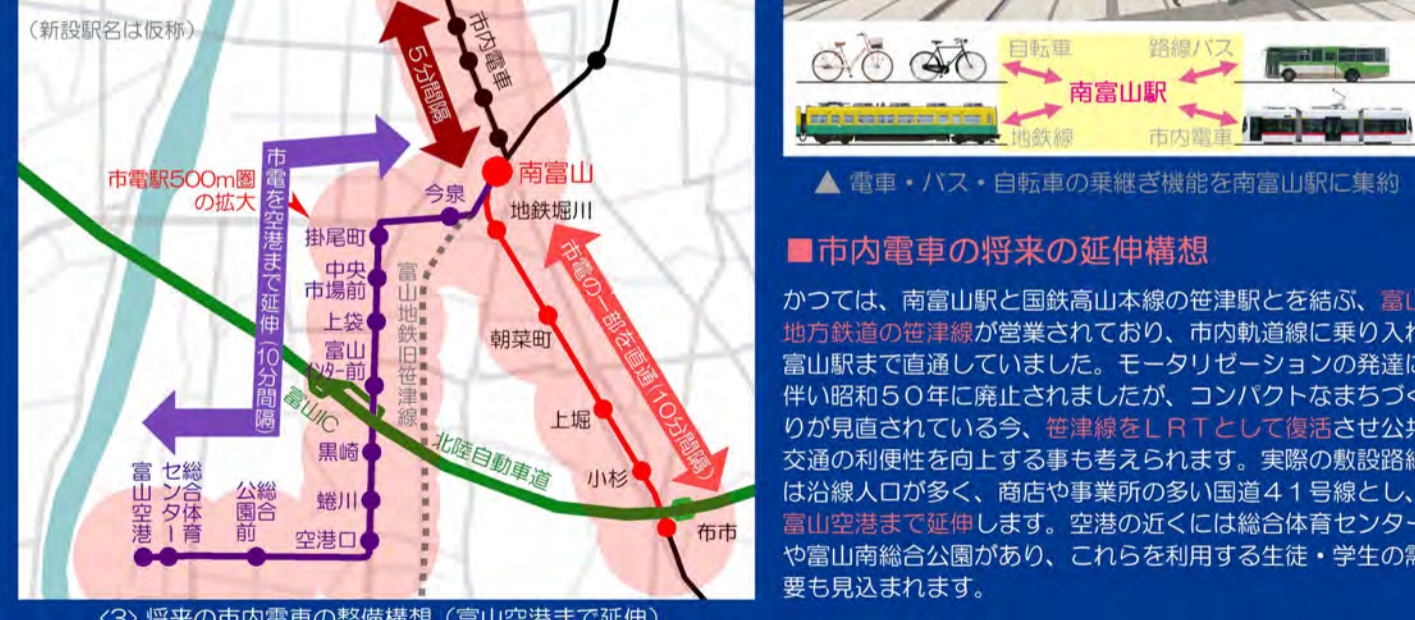 (新設駅名は仮称)
市内電車
5分間隔
市電駅500m圏
の拡大
市電を空港まで延伸(10分間隔)
南富山
今泉
地鉄堀川
掛尾町
中央
市場前
上袋
富山
インター前
富山IC
富山地鉄旧笹津線
市電の一部を直通(10分間隔)
朝菜町
上堀
小杉
布市
北陸自動車道
黒崎
蜷川
空港口
総合
公園前
総合体育
センター
富山空港
<3> 将来の市内電車の整備構想(富山空港まで延伸)
自転車
路線バス
南富山駅
地鉄線
市内電車
▲ 電車・バス・自転車の乗継ぎ機能を南富山駅に集約
■市内電車の将来の延伸構想
かつては、南富山駅と国鉄高山本線の笹津駅とを結ぶ、富山
地方鉄道の笹津線が営業されており、市内軌道線に乗り入れ
富山駅まで直通していました。モータリゼーションの発達に
伴い昭和50年に廃止されましたが、コンパクトなまちづく
りが見直されている今、笹津線をLRTとして復活させ公共
交通の利便性を向上する事も考えられます。実際の敷設路線
は沿線人口が多く、商店や事業所の多い国道41号線とし、
富山空港まで延伸します。空港の近くには総合体育センター
や富山南総合公園があり、これらを利用する生徒・学生の需
要も見込まれます。